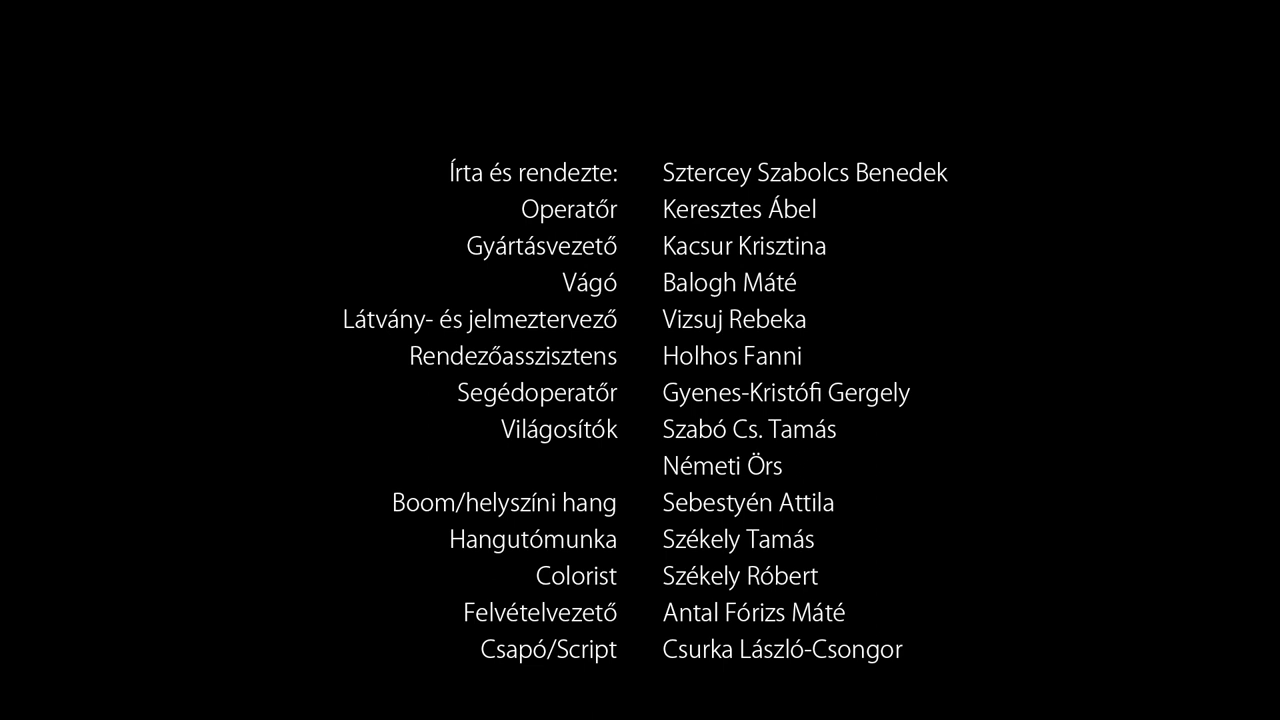 Írta és rendezte: Sztercey Szabolcs Benedek
Operatőr Keresztes Ábel
Gyártásvezető Kacsur Krisztina
Vágó Balogh Máté
Látvány- és jelmeztervező Vizsuj Rebeka
Rendezőasszisztens Holhos Fanni
Segédoperatőr Gyenes-Kristófi Gergely
Világosítók Szabó Cs. Tamás
Németi Örs
Boom/helyszíni hang Sebestyén Attila
Hangutómunka Székely Tamás
Colorist Székely Róbert
Felvételvezető Antal Fórizs Máté
Csapó/Script Csurka László-Csongor